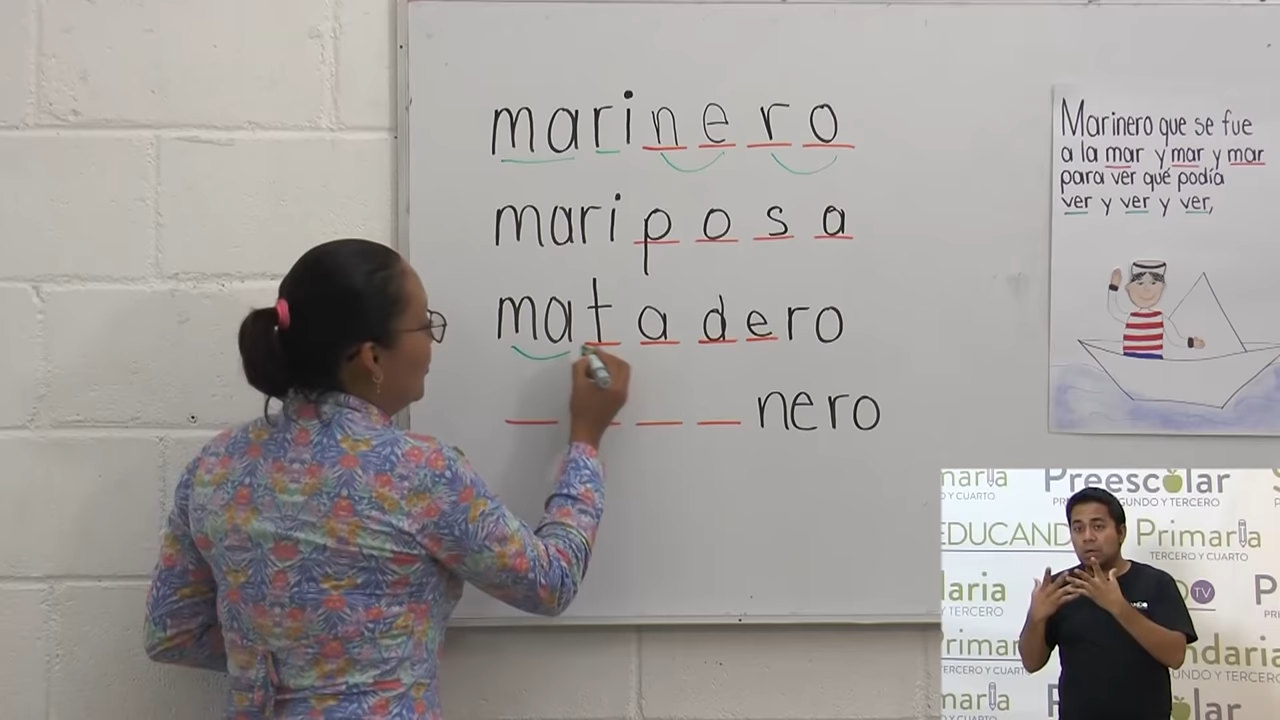 marinero
mariposa
matadero
_ _ _ _ nero
Marinero que se fue
a la mar y mar y mar
para ver qué podía
ver y ver y ver,
Preescolar
EDUCANDO
Primaria
TERCERO Y CUARTO
TV